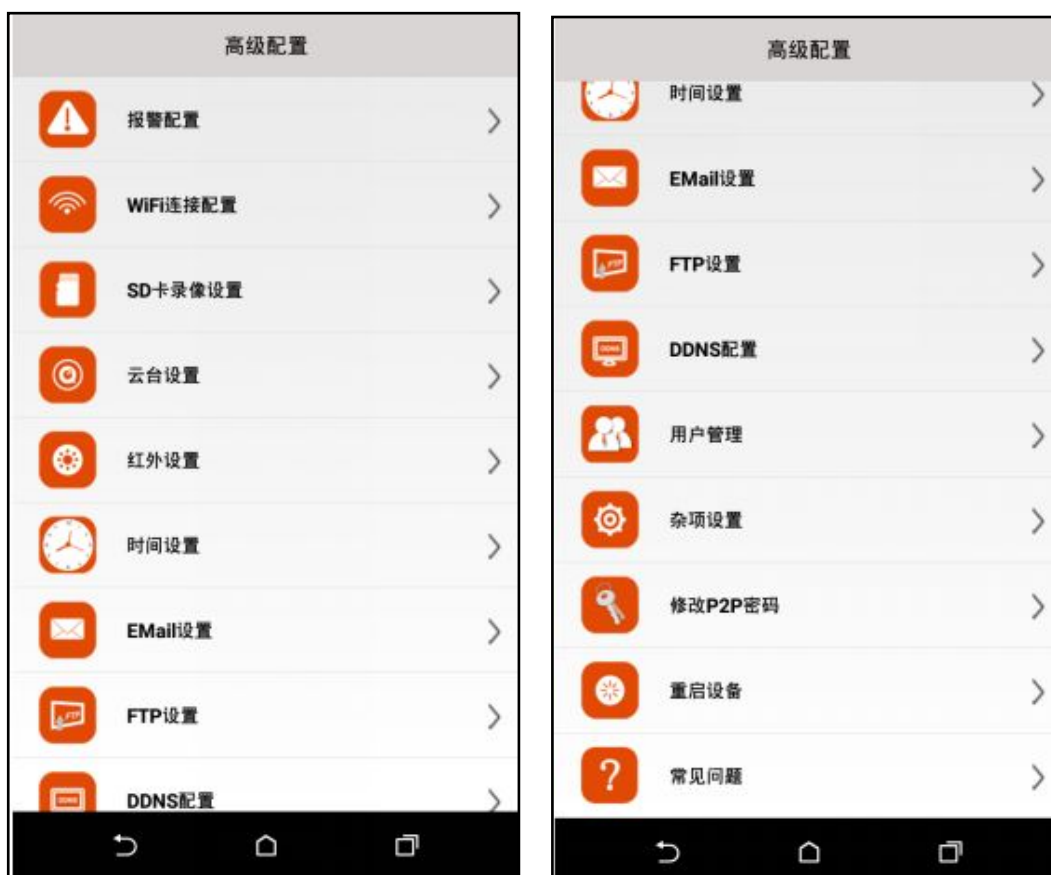 高级配置
报警配置
WiFi连接配置
SD卡录像设置
云台设置
红外设置
时间设置
EMail设置
FTP
FTP设置
DDNS
DDNS配置
高级配置
时间设置
EMail设置
FTP
FTP设置
DDNS
DDNS配置
用户管理
杂项设置
修改P2P密码
重启设备
?
常见问题